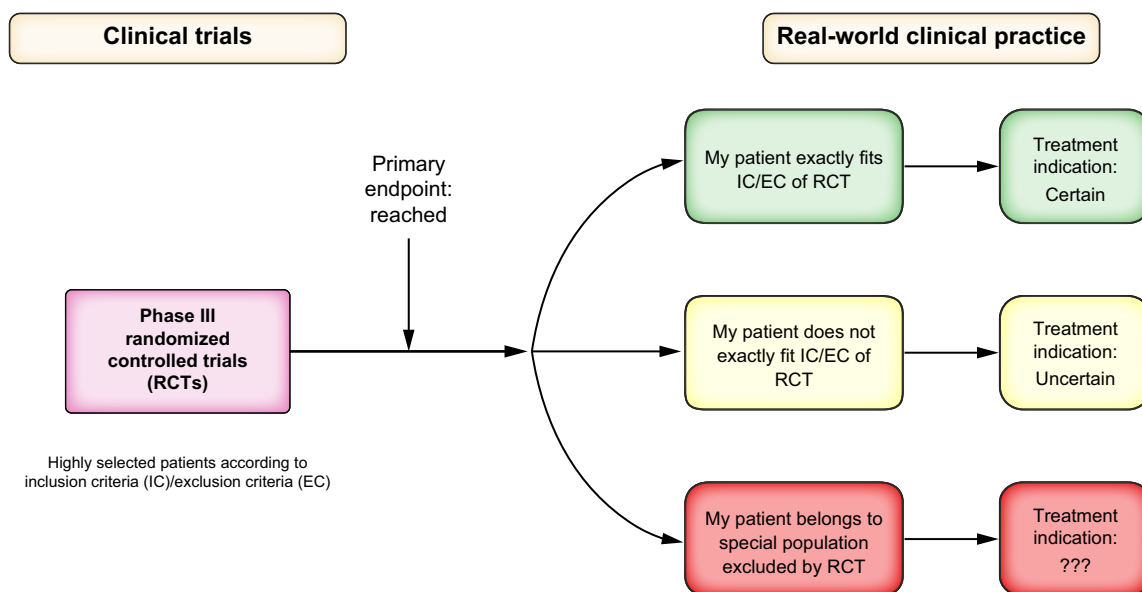 Clinical trials
Real-world clinical practice
Primary
endpoint:
reached
Phase III
randomized
controlled trials
(RCTs)
Highly selected patients according to
inclusion criteria (IC)/exclusion criteria (EC)
My patient exactly fits
IC/EC of RCT
Treatment
indication:
Certain
My patient does not
exactly fit IC/EC of
RCT
Treatment
indication:
Uncertain
My patient belongs to
special population
excluded by RCT
Treatment
indication:
???